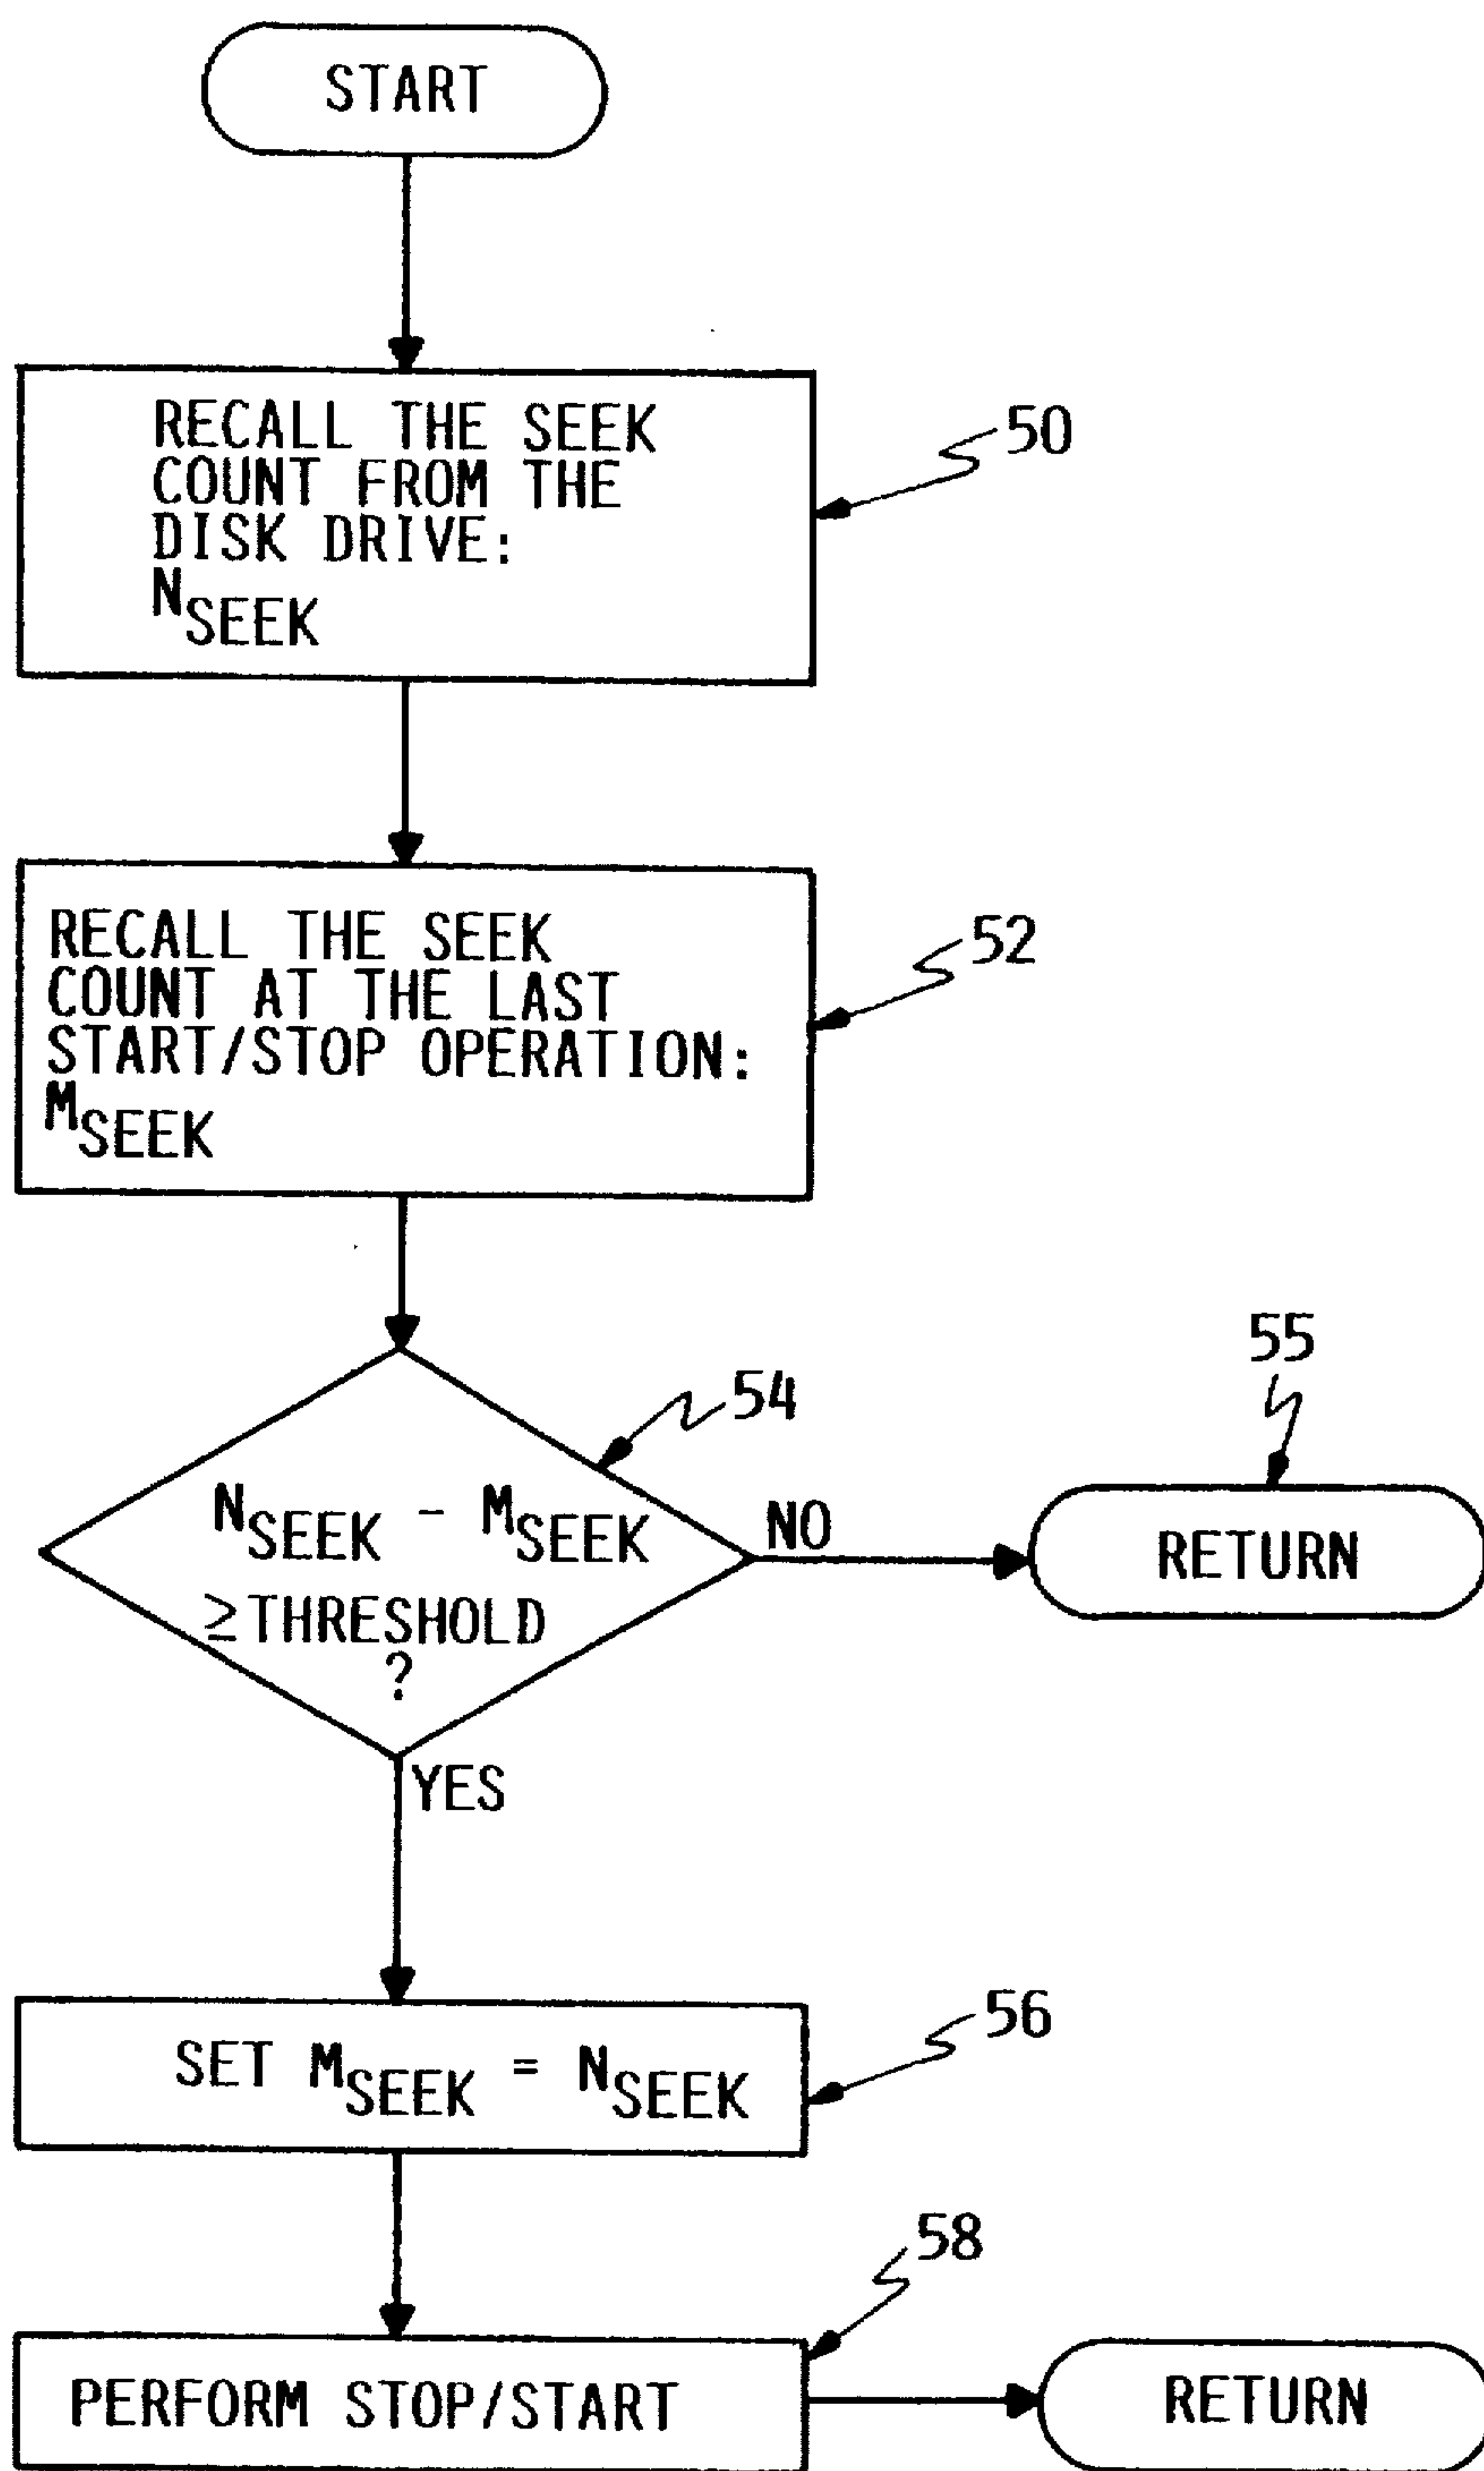 START
RECALL THE SEEK
COUNT FROM THE
DISK DRIVE:
NSEEK
50
RECALL THE SEEK
COUNT AT THE LAST
START/STOP OPERATION:
MSEEK
52
54
NSEEK - MSEEK
≥THRESHOLD
?
NO
55
RETURN
YES
SET MSEEK = NSEEK
56
PERFORM STOP/START
58
RETURN